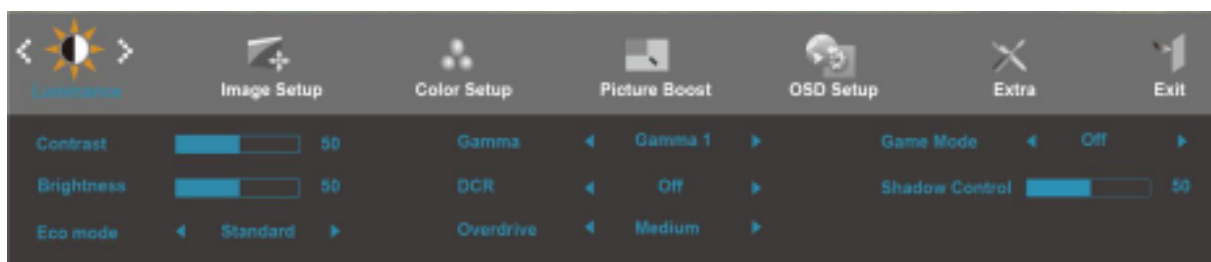 Luminance Image Setup Color Setup Picture Boost OSD Setup Extra Exit
Contrast 50 Gamma Gamma 1 Game Mode Off
Brightness 50 DCR Off Shadow Control 50
Eco mode Standard Overdrive Medium